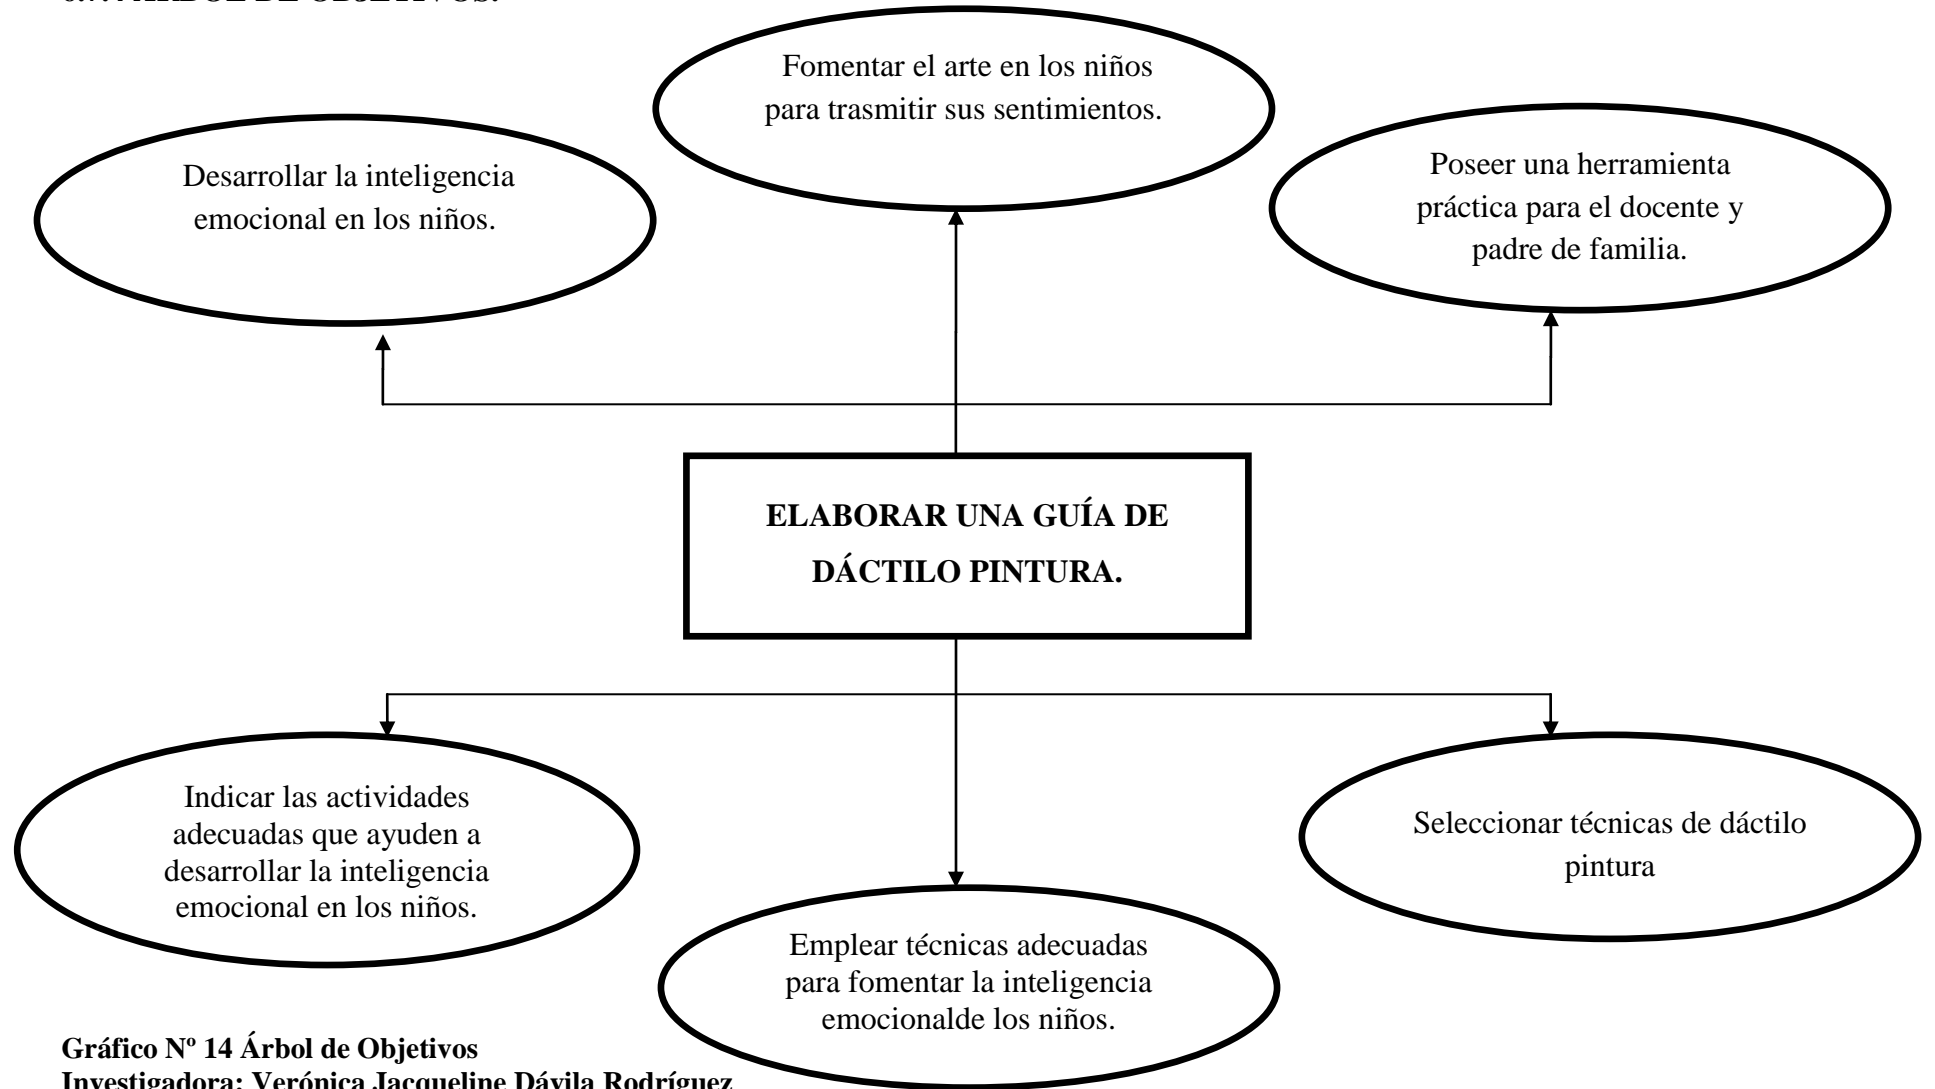 ÁRBOL DE OBJETIVOS.
Fomentar el arte en los niños
para trasmitir sus sentimientos.
Desarrollar la inteligencia
emocional en los niños.
Poseer una herramienta
práctica para el docente y
padre de familia.
ELABORAR UNA GUÍA DE
DÁCTILO PINTURA.
Indicar las actividades
adecuadas que ayuden a
desarrollar la inteligencia
emocional en los niños.
Seleccionar técnicas de dáctilo
pintura
Emplear técnicas adecuadas
para fomentar la inteligencia
emocionalde los niños.
Gráfico Nº 14 Árbol de Objetivos
Investigadora: Verónica Jacqueline Dávila Rodríguez